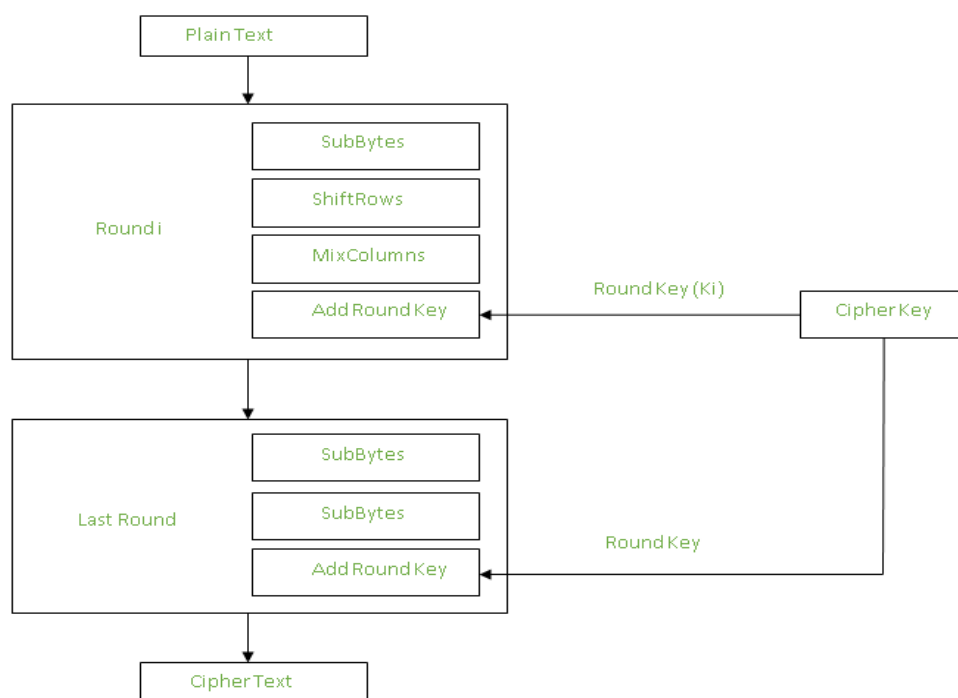 Plain Text
SubBytes
ShiftRows
Round i
MixColumns
Round Key (Ki)
Add Round Key
Cipher Key
SubBytes
Last Round
SubBytes
Round Key
Add Round Key
Cipher Text